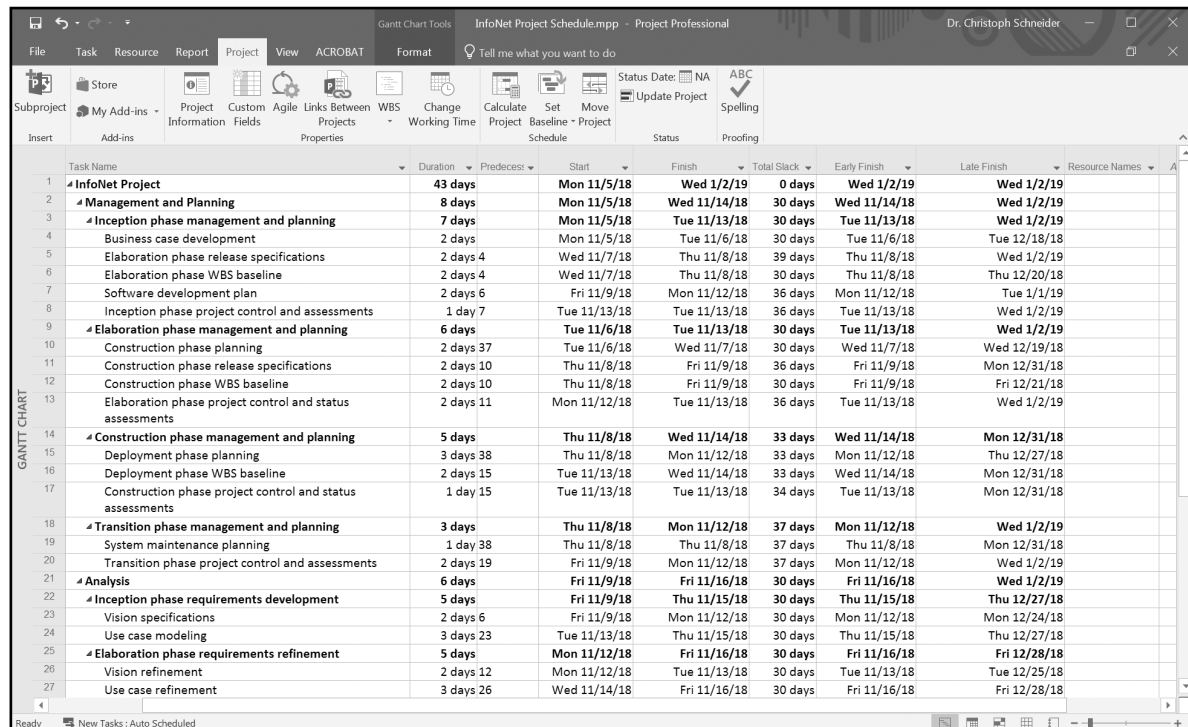 Gantt Chart Tools InfoNet Project Schedule.mpp - Project Professional Dr. Christoph Schneider
File Task Resource Report Project View ACROBAT Format Tell me what you want to do
Subproject
Store
My Add-ins
Project Information
Custom Fields
Agile
Links Between Projects
WBS
Change Working Time
Calculate Project
Set Baseline
Move Project
Status Date: NA
Update Project
ABC
Spelling
Insert Add-ins Properties Schedule Status Proofing
Task Name Duration Predecess Start Finish Total Slack Early Finish Late Finish Resource Names A
1 InfoNet Project 43 days Mon 11/5/18 Wed 1/2/19 0 days Wed 1/2/19 Wed 1/2/19
2 Management and Planning 8 days Mon 11/5/18 Wed 11/14/18 30 days Wed 11/14/18 Wed 1/2/19
3 Inception phase management and planning 7 days Mon 11/5/18 Tue 11/13/18 30 days Tue 11/13/18 Wed 1/2/19
4 Business case development 2 days Mon 11/5/18 Tue 11/6/18 30 days Tue 11/6/18 Tue 12/18/18
5 Elaboration phase release specifications 2 days 4 Wed 11/7/18 Thu 11/8/18 39 days Thu 11/8/18 Wed 1/2/19
6 Elaboration phase WBS baseline 2 days 4 Wed 11/7/18 Thu 11/8/18 30 days Thu 11/8/18 Thu 12/20/18
7 Software development plan 2 days 6 Fri 11/9/18 Mon 11/12/18 36 days Mon 11/12/18 Tue 1/1/19
8 Inception phase project control and assessments 1 day 7 Tue 11/13/18 Tue 11/13/18 36 days Tue 11/13/18 Wed 1/2/19
9 Elaboration phase management and planning 6 days Tue 11/6/18 Tue 11/13/18 30 days Tue 11/13/18 Wed 1/2/19
10 Construction phase planning 2 days 37 Tue 11/6/18 Wed 11/7/18 30 days Wed 11/7/18 Wed 12/19/18
11 Construction phase release specifications 2 days 10 Thu 11/8/18 Fri 11/9/18 36 days Fri 11/9/18 Mon 12/31/18
12 Construction phase WBS baseline 2 days 10 Thu 11/8/18 Fri 11/9/18 30 days Fri 11/9/18 Fri 12/21/18
13 Elaboration phase project control and status 2 days 11 Mon 11/12/18 Tue 11/13/18 36 days Tue 11/13/18 Wed 1/2/19
assessments
14 Construction phase management and planning 5 days Thu 11/8/18 Wed 11/14/18 33 days Wed 11/14/18 Mon 12/31/18
15 Deployment phase planning 3 days 38 Thu 11/8/18 Mon 11/12/18 33 days Mon 11/12/18 Thu 12/27/18
16 Deployment phase WBS baseline 2 days 15 Tue 11/13/18 Wed 11/14/18 33 days Wed 11/14/18 Mon 12/31/18
17 Construction phase project control and status 1 day 15 Tue 11/13/18 Tue 11/13/18 34 days Tue 11/13/18 Mon 12/31/18
assessments
18 Transition phase management and planning 3 days Thu 11/8/18 Mon 11/12/18 37 days Mon 11/12/18 Wed 1/2/19
19 System maintenance planning 1 day 38 Thu 11/8/18 Thu 11/8/18 37 days Thu 11/8/18 Mon 12/31/18
20 Transition phase project control and assessments 2 days 19 Fri 11/9/18 Mon 11/12/18 37 days Mon 11/12/18 Wed 1/2/19
21 Analysis 6 days Fri 11/9/18 Fri 11/16/18 30 days Fri 11/16/18 Wed 1/2/19
22 Inception phase requirements development 5 days Fri 11/9/18 Thu 11/15/18 30 days Thu 11/15/18 Thu 12/27/18
23 Vision specifications 2 days 6 Fri 11/9/18 Mon 11/12/18 30 days Mon 11/12/18 Mon 12/24/18
24 Use case modeling 3 days 23 Tue 11/13/18 Thu 11/15/18 30 days Thu 11/15/18 Thu 12/27/18
25 Elaboration phase requirements refinement 5 days Mon 11/12/18 Fri 11/16/18 30 days Fri 11/16/18 Fri 12/28/18
26 Vision refinement 2 days 12 Mon 11/12/18 Tue 11/13/18 30 days Tue 11/13/18 Tue 12/25/18
27 Use case refinement 3 days 26 Wed 11/14/18 Fri 11/16/18 30 days Fri 11/16/18 Fri 12/28/18
GANTT CHART
Ready New Tasks : Auto Scheduled